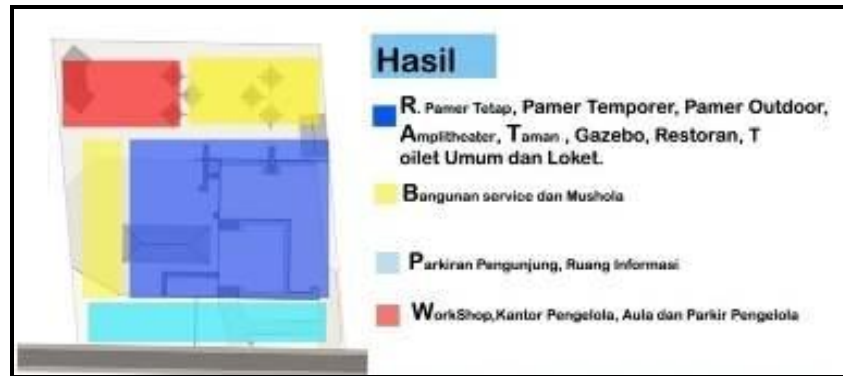 Hasil
R. Pamer Tetap, Pamer Temporer, Pamer Outdoor,
Amplitheater, Taman , Gazebo, Restoran, T
oilet Umum dan Loket.
Bangunan service dan Mushola
Parkiran Pengunjung, Ruang Informasi
WorkShop,Kantor Pengelola, Aula dan Parkir Pengelola